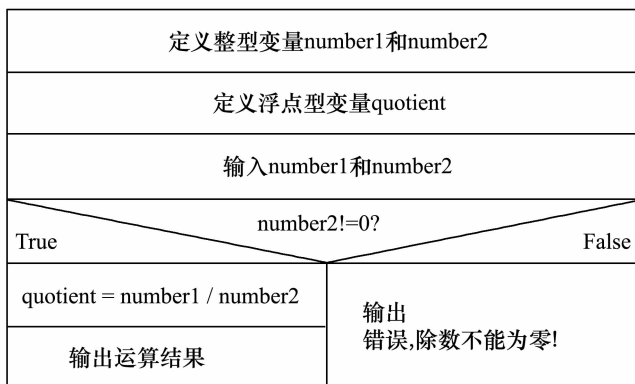 定义整型变量number1和number2
定义浮点型变量quotient
输入number1和number2
number2!=0?
True
False
quotient = number1 / number2
输出运算结果
输出
错误,除数不能为零!